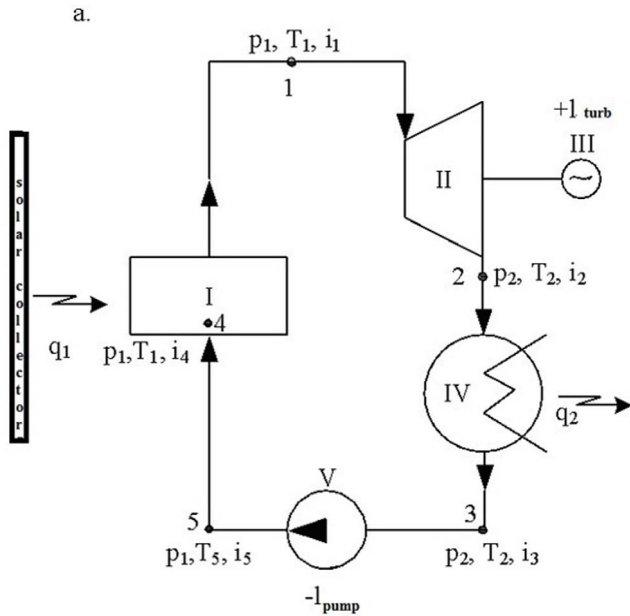 a.
p₁, T₁, i₁
1
+l turb
III
~
II
solar collector
q₁
I
4
p₁,T₁, i₄
2
p₂, T₂, i₂
IV
q₂
V
5
p₁,T₅, i₅
3
p₂, T₂, i₃
-l pump